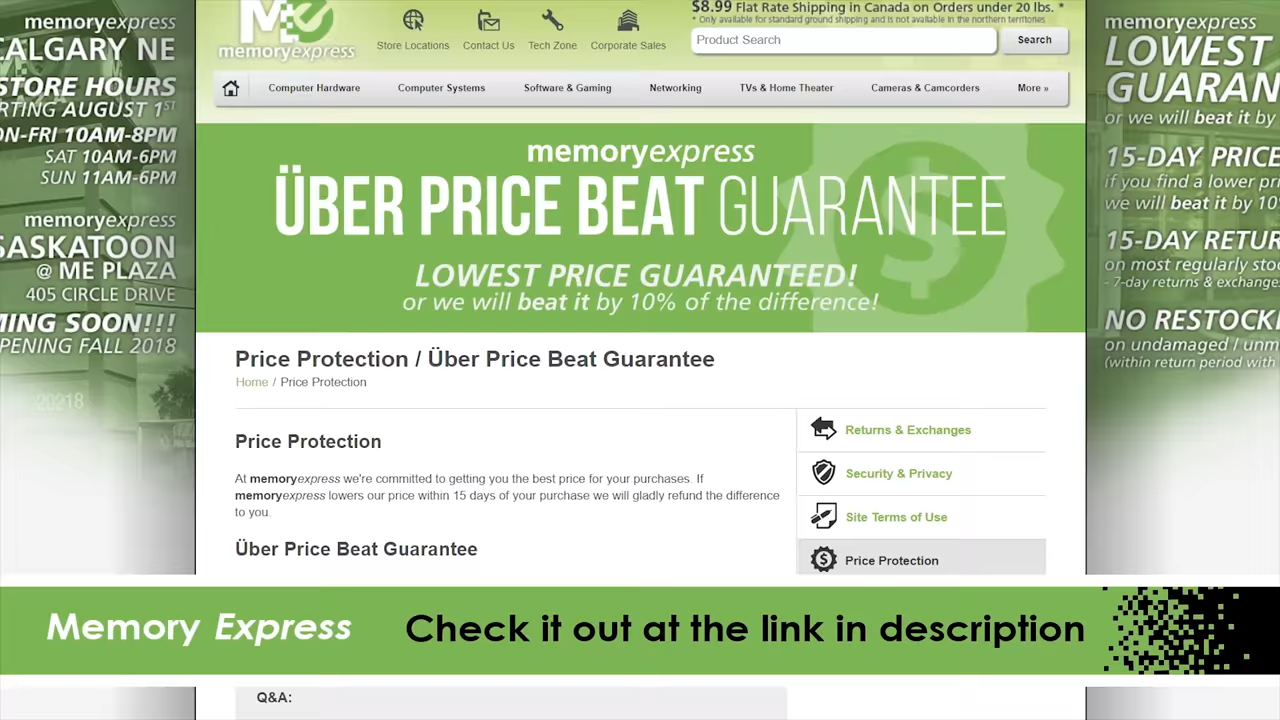 memoryexpress
CALGARY NE
STORE HOURS
RTING AUGUST 1ST
ON-FRI 10AM-8PM
SAT 10AM-6PM
SUN 11AM-6PM
memoryexpress
SASKATOON
@ ME PLAZA
405 CIRCLE DRIVE
MING SOON!!!
PENING FALL 2018
20218
memoryexpress
Store Locations
Contact Us
Tech Zone
Corporate Sales
$8.99 Flat Rate Shipping in Canada on Orders under 20 lbs. *
* Only available for standard ground shipping and is not available in the northern territories
Product Search
Search
Computer Hardware
Computer Systems
Software & Gaming
Networking
TVs & Home Theater
Cameras & Camcorders
More »
memoryexpress
ÜBER PRICE BEAT GUARANTEE
LOWEST PRICE GUARANTEED!
or we will beat it by 10% of the difference!
Price Protection / Über Price Beat Guarantee
Home / Price Protection
Price Protection
At memoryexpress we're committed to getting you the best price for your purchases. If
memoryexpress lowers our price within 15 days of your purchase we will gladly refund the difference
to you.
Über Price Beat Guarantee
Returns & Exchanges
Security & Privacy
Site Terms of Use
Price Protection
memoryexpress
LOWEST
GUARAN
or we will beat it by
15-DAY PRICE
if you find a lower pri
we will beat it by 10%
15-DAY RETUR
on most regularly stoc
- 7-day returns & exchanges
NO RESTOCKI
on undamaged / unm
(within return period with
Memory Express
Check it out at the link in description
Q&A: